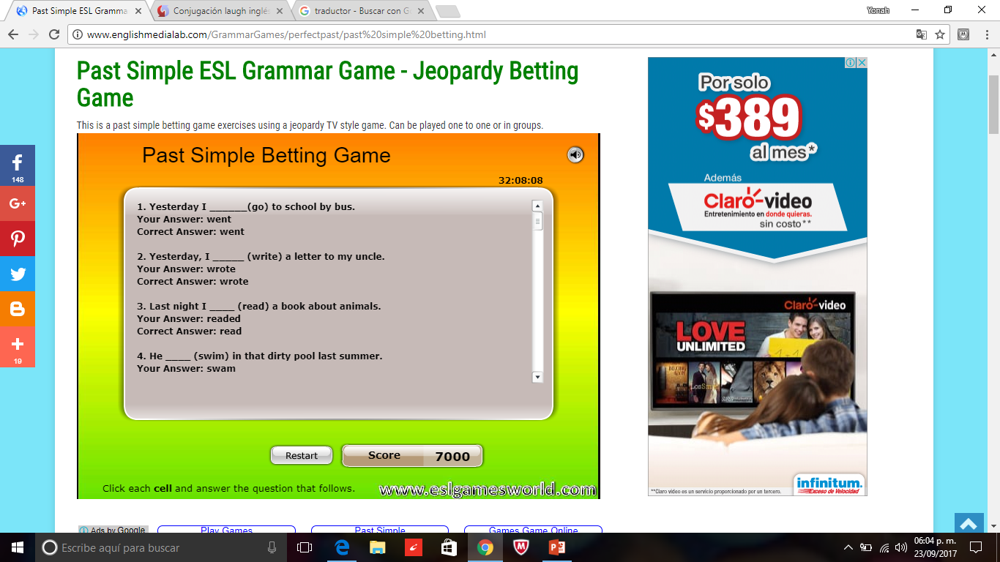 Past Simple ESL Gramma
Conjugación laugh inglés
traductor - Buscar con G
Yonah
www.englishmedialab.com/GrammarGames/perfectpast/past%20simple%20betting.html
Past Simple ESL Grammar Game - Jeopardy Betting
Game
This is a past simple betting game exercises using a jeopardy TV style game. Can be played one to one or in groups.
Past Simple Betting Game
32:08:08
1. Yesterday I ______(go) to school by bus.
Your Answer: went
Correct Answer: went
2. Yesterday, I _____ (write) a letter to my uncle.
Your Answer: wrote
Correct Answer: wrote
3. Last night I ____ (read) a book about animals.
Your Answer: readed
Correct Answer: read
4. He ____ (swim) in that dirty pool last summer.
Your Answer: swam
Restart
Score 7000
Click each cell and answer the question that follows.
www.eslgamesworld.com
148
G+
19
Por solo
$389
al mes*
Además
Claro-video
Entretenimiento en donde quieras.
sin costo**
Claro-video
LOVE
UNLIMITED
**Claro video es un servicio proporcionado por un tercero.
infinitum.
Exceso de Velocidad
Ads by Google
Play Games
Past Simple
Games Game Online
Escribe aquí para buscar
06:04 p. m.
23/09/2017